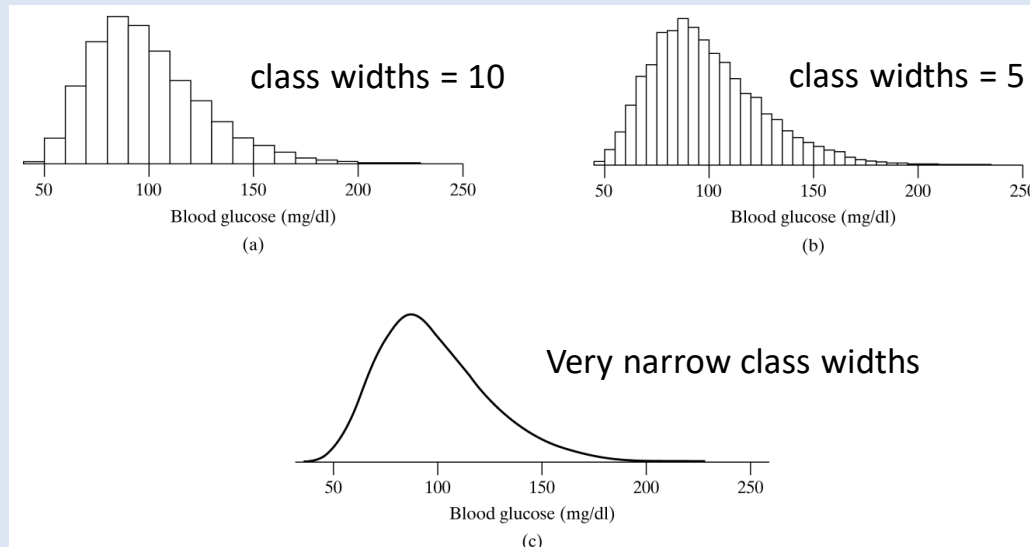 class widths = 10
50 100 150 200 250
Blood glucose (mg/dl)
(a)
class widths = 5
50 100 150 200 250
Blood glucose (mg/dl)
(b)
Very narrow class widths
50 100 150 200 250
Blood glucose (mg/dl)
(c)